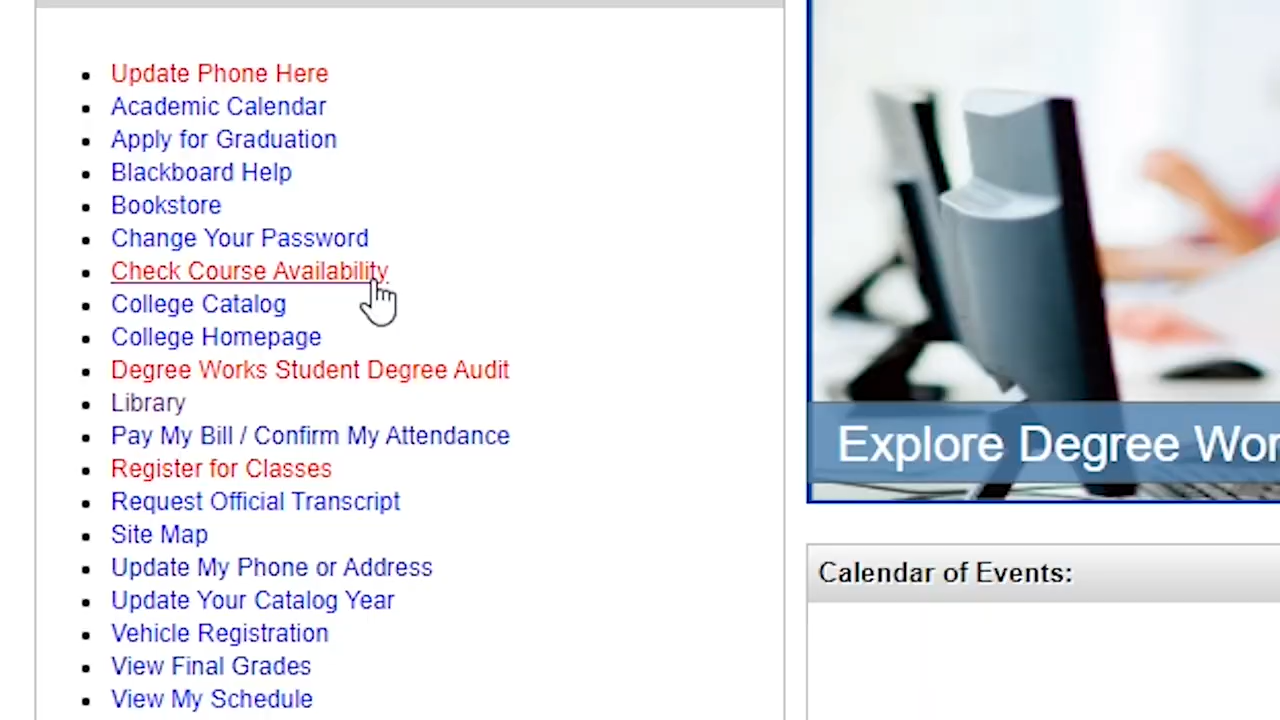 Update Phone Here
Academic Calendar
Apply for Graduation
Blackboard Help
Bookstore
Change Your Password
Check Course Availability
College Catalog
College Homepage
Degree Works Student Degree Audit
Library
Pay My Bill / Confirm My Attendance
Register for Classes
Request Official Transcript
Site Map
Update My Phone or Address
Update Your Catalog Year
Vehicle Registration
View Final Grades
View My Schedule
Explore Degree Wor
Calendar of Events: